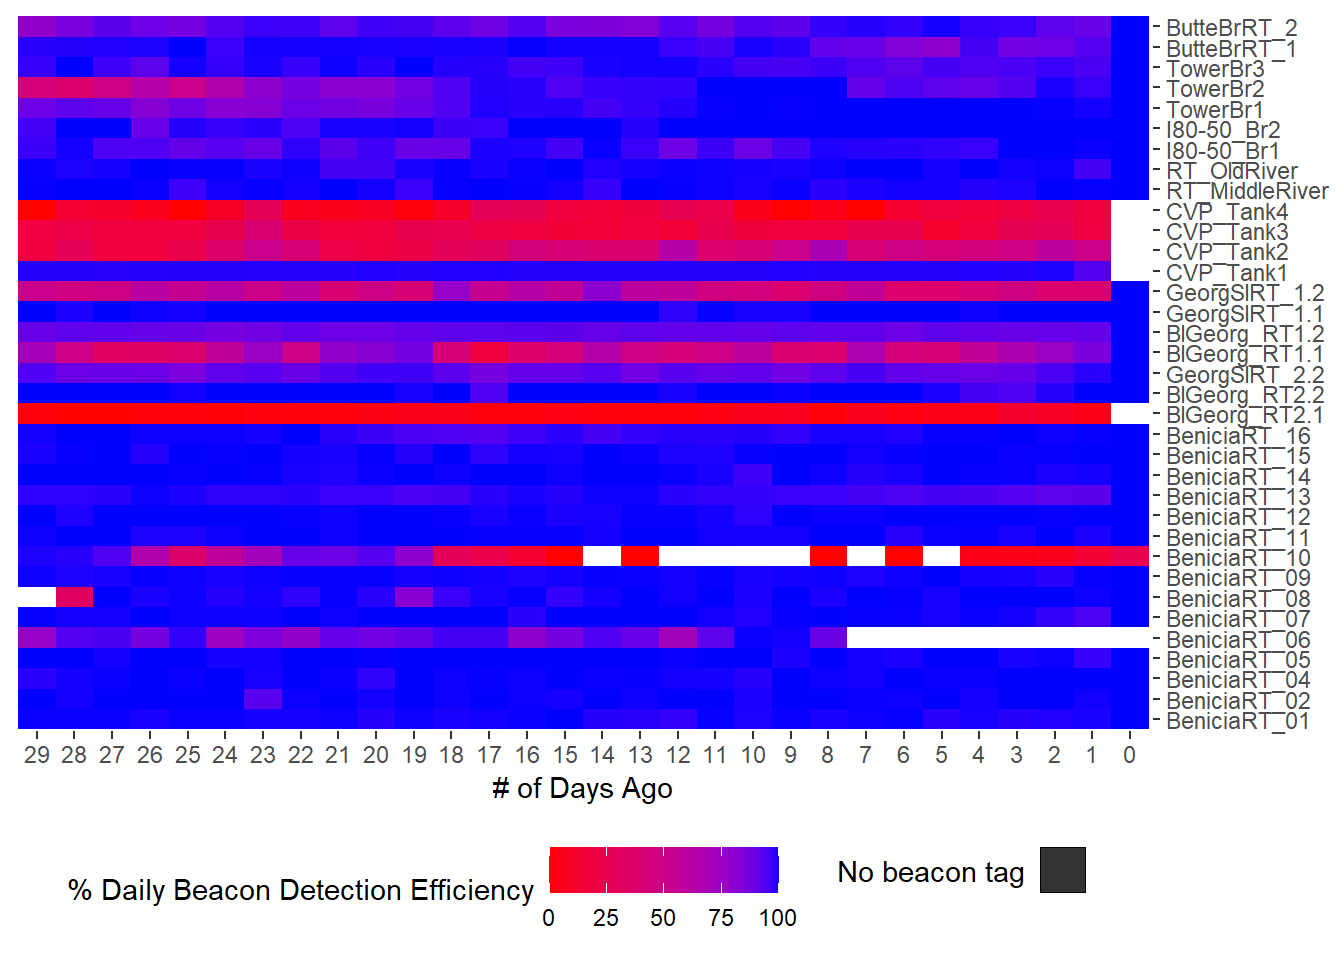 ButteBrRT_2
ButteBrRT_1
TowerBr3
TowerBr2
TowerBr1
I80-50_Br2
I80-50_Br1
RT_OldRiver
RT_MiddleRiver
CVP_Tank4
CVP_Tank3
CVP_Tank2
CVP_Tank1
GeorgSlRT_1.2
GeorgSlRT_1.1
BlGeorg_RT1.2
BlGeorg_RT1.1
GeorgSlRT_2.2
BlGeorg_RT2.2
BlGeorg_RT2.1
BeniciaRT_16
BeniciaRT_15
BeniciaRT_14
BeniciaRT_13
BeniciaRT_12
BeniciaRT_11
BeniciaRT_10
BeniciaRT_09
BeniciaRT_08
BeniciaRT_07
BeniciaRT_06
BeniciaRT_05
BeniciaRT_04
BeniciaRT_02
BeniciaRT_01
29 28 27 26 25 24 23 22 21 20 19 18 17 16 15 14 13 12 11 10 9 8 7 6 5 4 3 2 1 0
# of Days Ago
% Daily Beacon Detection Efficiency
0 25 50 75 100
No beacon tag